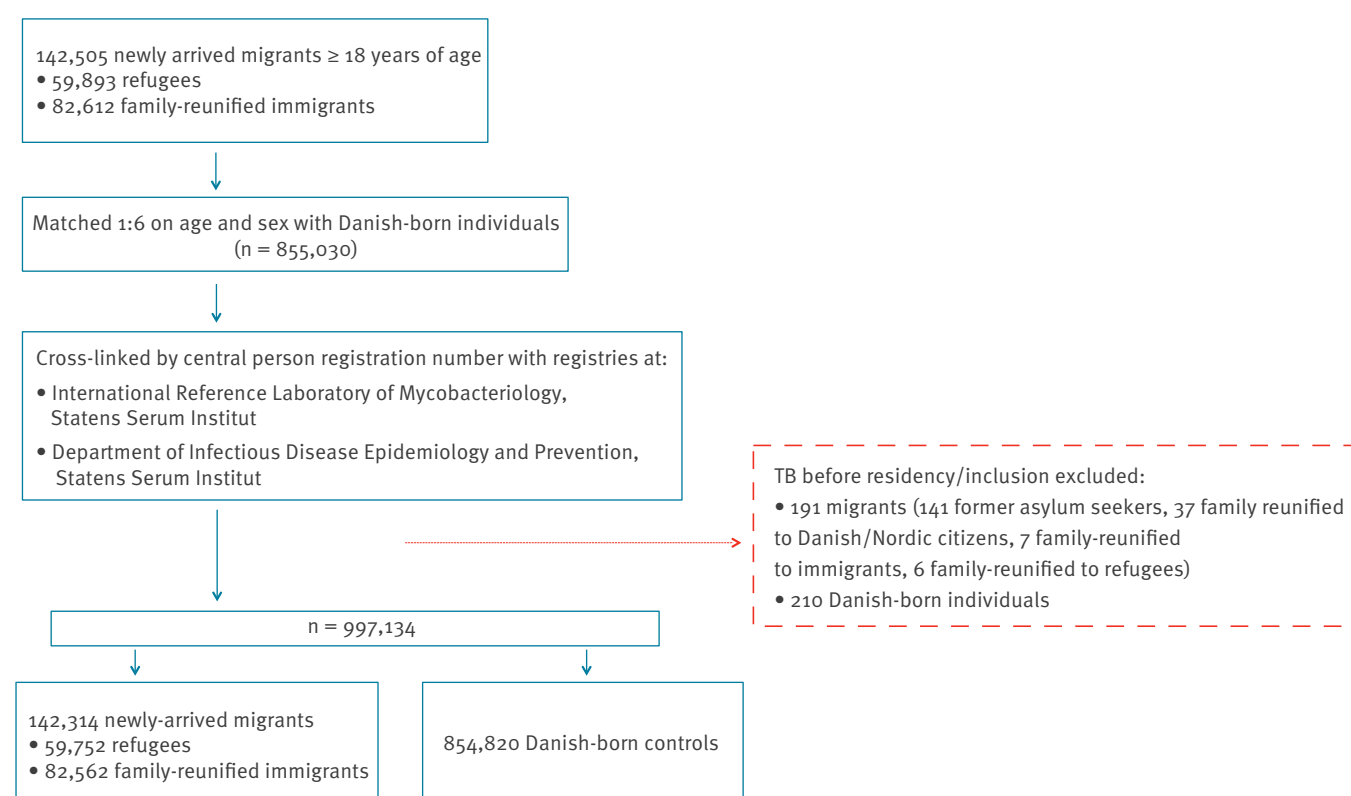 142,505 newly arrived migrants ≥ 18 years of age
• 59,893 refugees
• 82,612 family-reunified immigrants
Matched 1:6 on age and sex with Danish-born individuals
(n = 855,030)
Cross-linked by central person registration number with registries at:
• International Reference Laboratory of Mycobacteriology,
Statens Serum Institut
• Department of Infectious Disease Epidemiology and Prevention,
Statens Serum Institut
TB before residency/inclusion excluded:
• 191 migrants (141 former asylum seekers, 37 family reunified
to Danish/Nordic citizens, 7 family-reunified
to immigrants, 6 family-reunified to refugees)
• 210 Danish-born individuals
n = 997,134
142,314 newly-arrived migrants
• 59,752 refugees
• 82,562 family-reunified immigrants
854,820 Danish-born controls